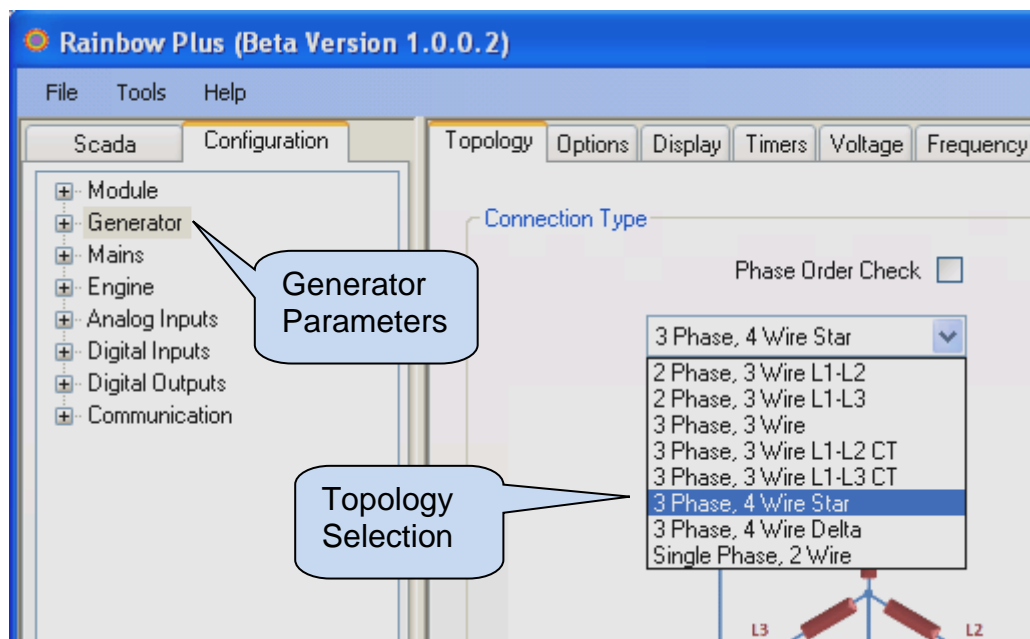 Rainbow Plus (Beta Version 1.0.0.2)
File Tools Help
Scada Configuration
Module
Generator
Mains
Engine
Analog Inputs
Digital Inputs
Digital Outputs
Communication
Generator
Parameters
Topology Options Display Timers Voltage Frequency
Connection Type
Phase Order Check
3 Phase, 4 Wire Star
2 Phase, 3 Wire L1-L2
2 Phase, 3 Wire L1-L3
3 Phase, 3 Wire
3 Phase, 3 Wire L1-L2 CT
3 Phase, 3 Wire L1-L3 CT
3 Phase, 4 Wire Star
3 Phase, 4 Wire Delta
Single Phase, 2 Wire
Topology
Selection
L3 L2